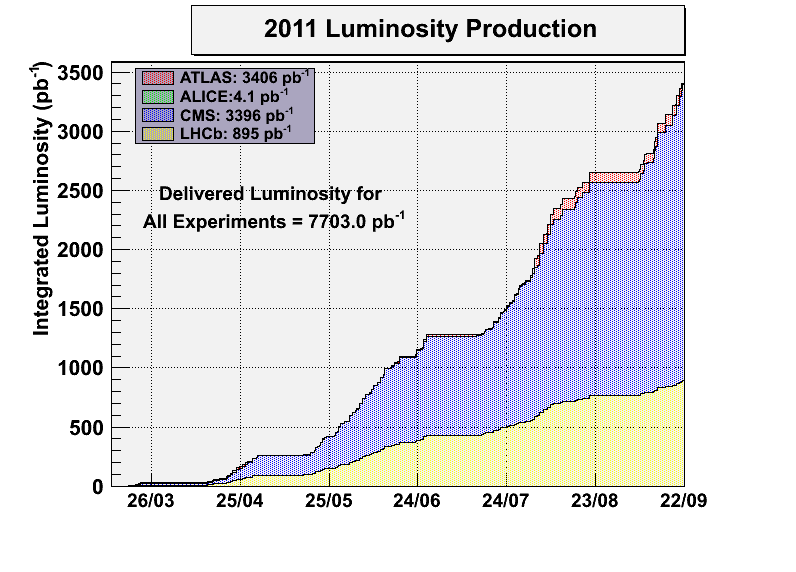 2011 Luminosity Production
Integrated Luminosity (pb⁻¹)
3500
3000
2500
2000
1500
1000
500
0
ATLAS: 3406 pb⁻¹
ALICE:4.1 pb⁻¹
CMS: 3396 pb⁻¹
LHCb: 895 pb⁻¹
Delivered Luminosity for
All Experiments = 7703.0 pb⁻¹
26/03 25/04 25/05 24/06 24/07 23/08 22/09